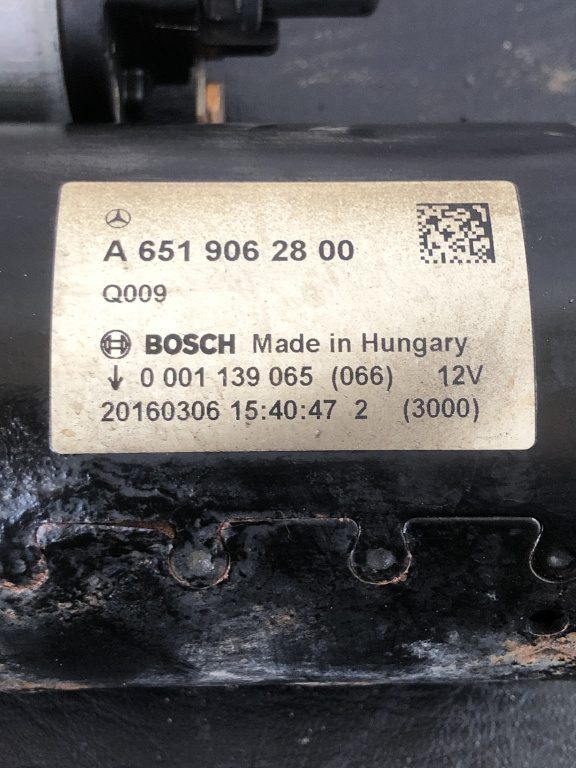 A 651 906 28 00
Q009
BOSCH Made in Hungary
↓ 0 001 139 065 (066) 12V
20160306 15:40:47 2 (3000)